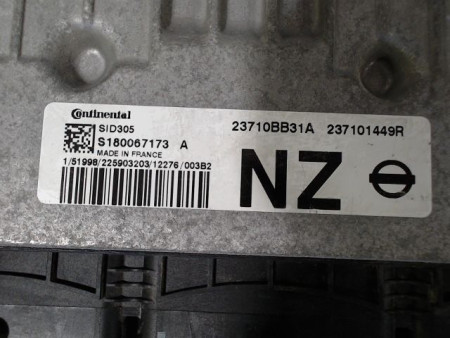 Continental
SID305
S180067173 A
MADE IN FRANCE
1/51998/225903203/12276/003B2
23710BB31A 237101449R
NZ